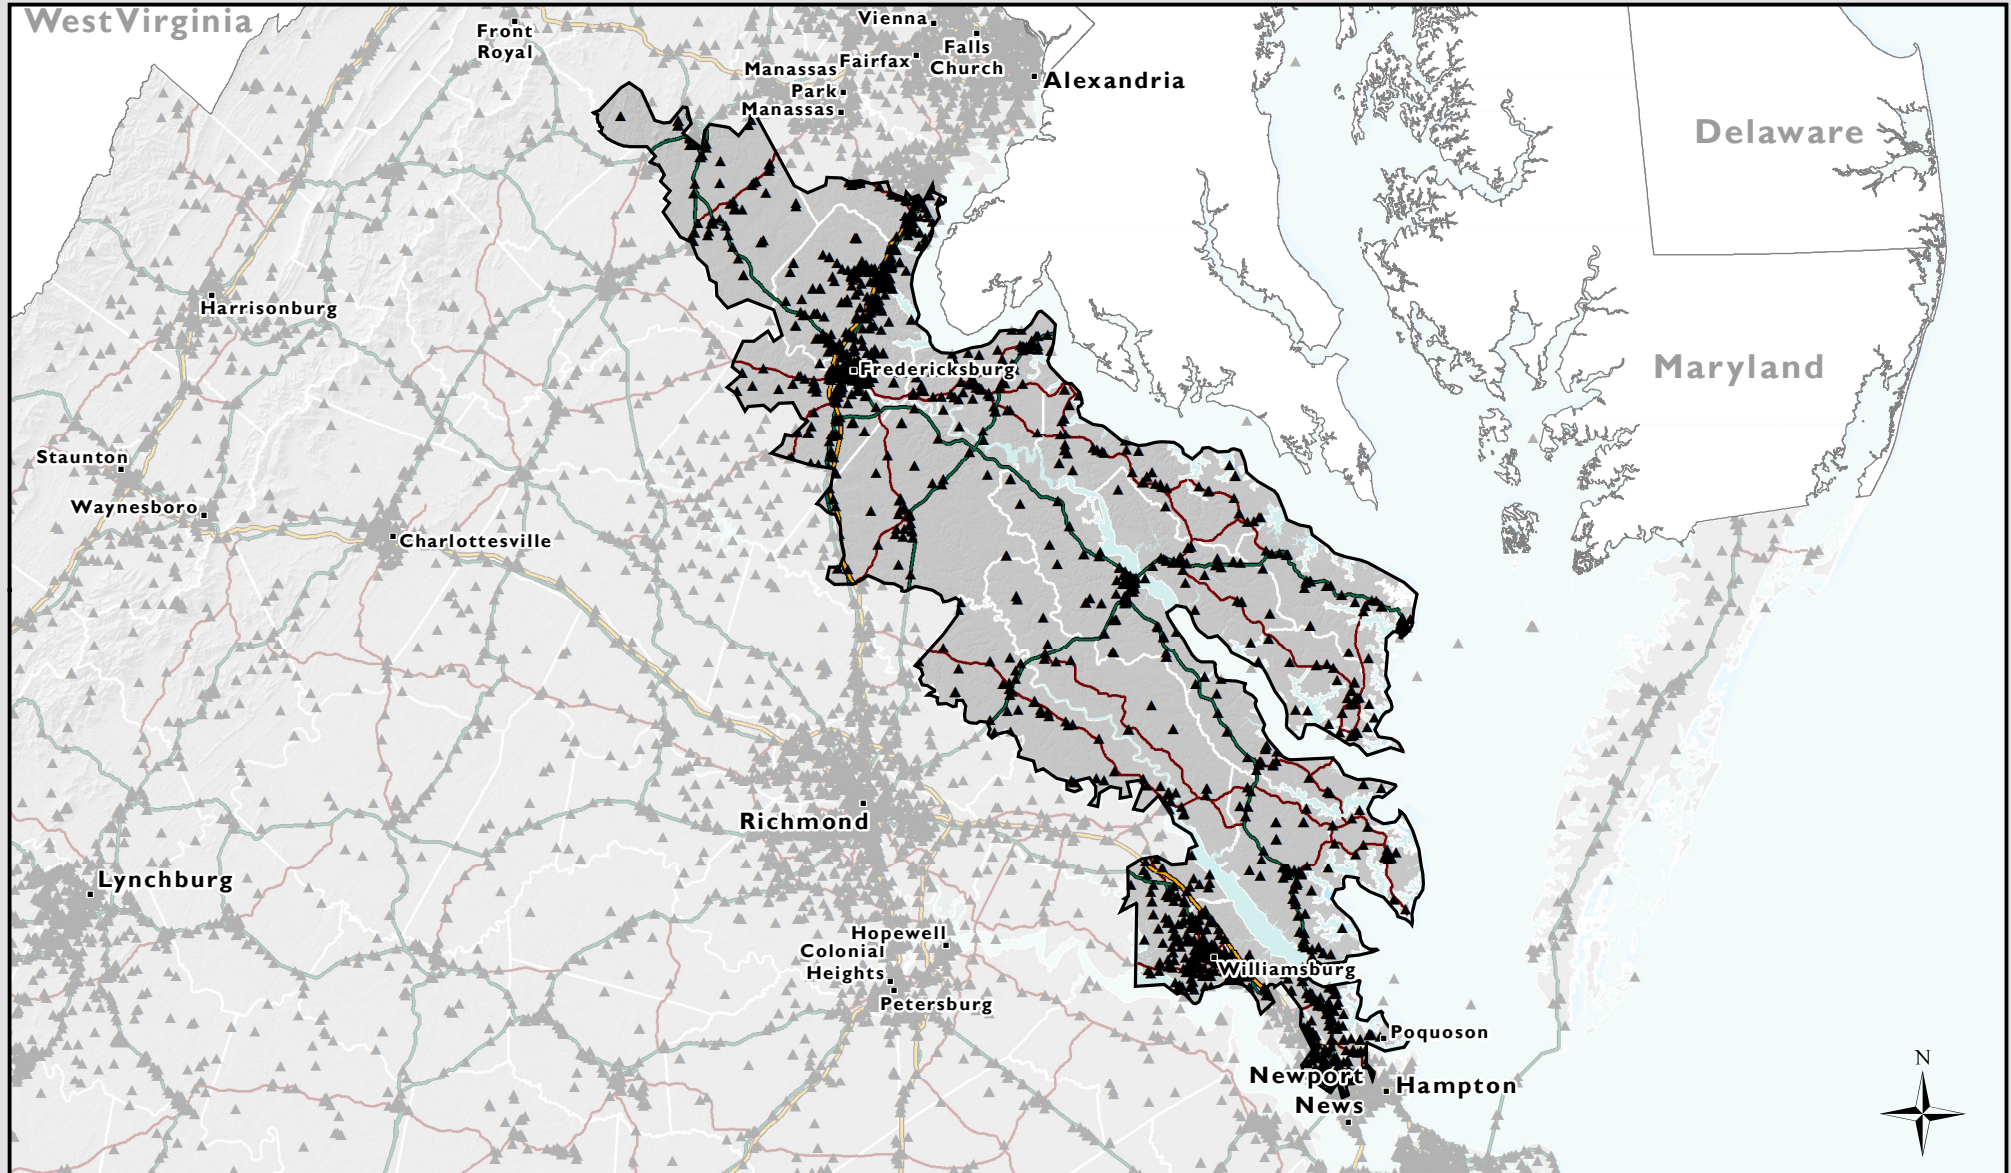 West Virginia
Front
Royal
Vienna
Falls
Church
Fairfax
Manassas
Park
Manassas
Alexandria
Delaware
Harrisonburg
Fredericksburg
Maryland
Staunton
Waynesboro
Charlottesville
Richmond
Lynchburg
Hopewell
Colonial
Heights
Petersburg
Williamsburg
Poquoson
Newport
News
Hampton
N